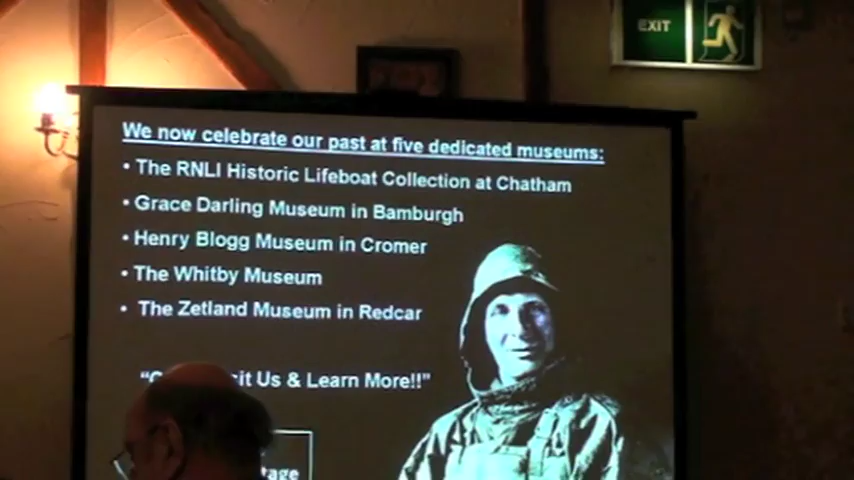 EXIT
We now celebrate our past at five dedicated museums:
• The RNLI Historic Lifeboat Collection at Chatham
• Grace Darling Museum in Bamburgh
• Henry Blogg Museum in Cromer
• The Whitby Museum
• The Zetland Museum in Redcar
Us & Learn More!!”